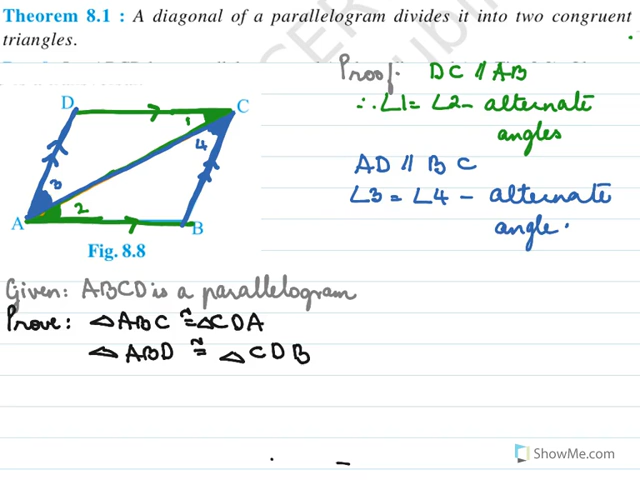 Theorem 8.1 : A diagonal of a parallelogram divides it into two congruent
triangles.
Proof: DC // AB
∴ ∠1 = ∠2 - alternate
angles
AD // BC
∠3 = ∠4 - alternate
angle.
D
C
1
4
3
2
A
B
Fig. 8.8
Given: ABCD is a parallelogram
Prove: △ABC ≅ △CDA
△ABD ≅ △CDB
ShowMe.com